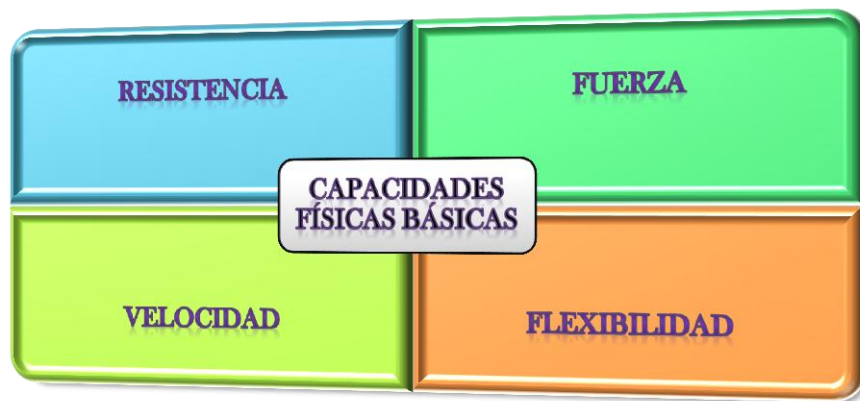 RESISTENCIA
FUERZA
CAPACIDADES
FÍSICAS BÁSICAS
VELOCIDAD
FLEXIBILIDAD